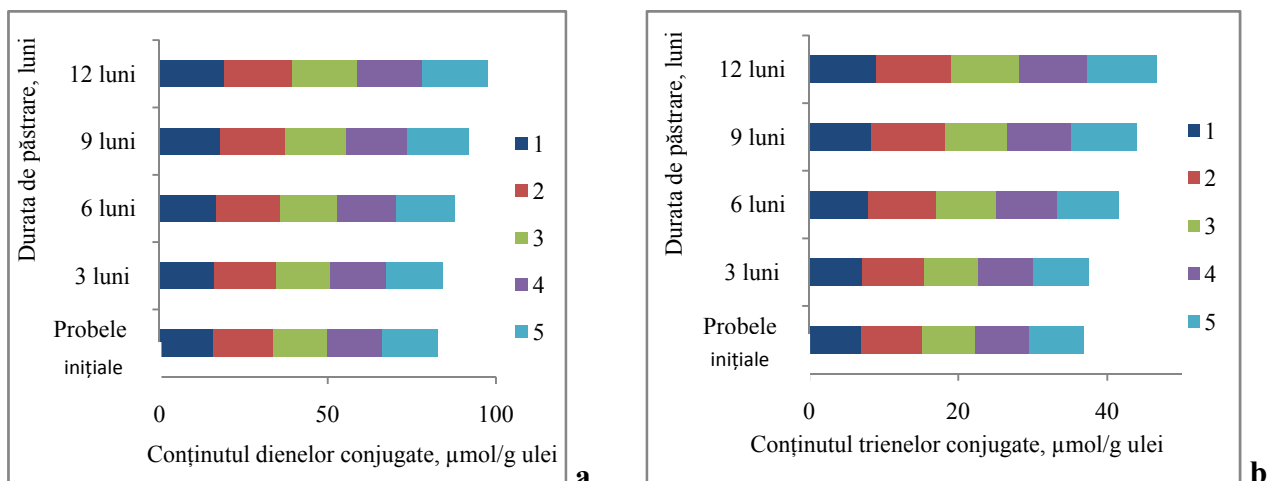 Durata de păstrare, luni
12 luni
9 luni
6 luni
3 luni
Probele
inițiale
0 50 100
Conținutul dienelor conjugate, µmol/g ulei
1
2
3
4
5
a
Durata de păstrare, luni
12 luni
9 luni
6 luni
3 luni
Probele
inițiale
0 20 40
Conținutul trienelor conjugate, µmol/g ulei
1
2
3
4
5
b